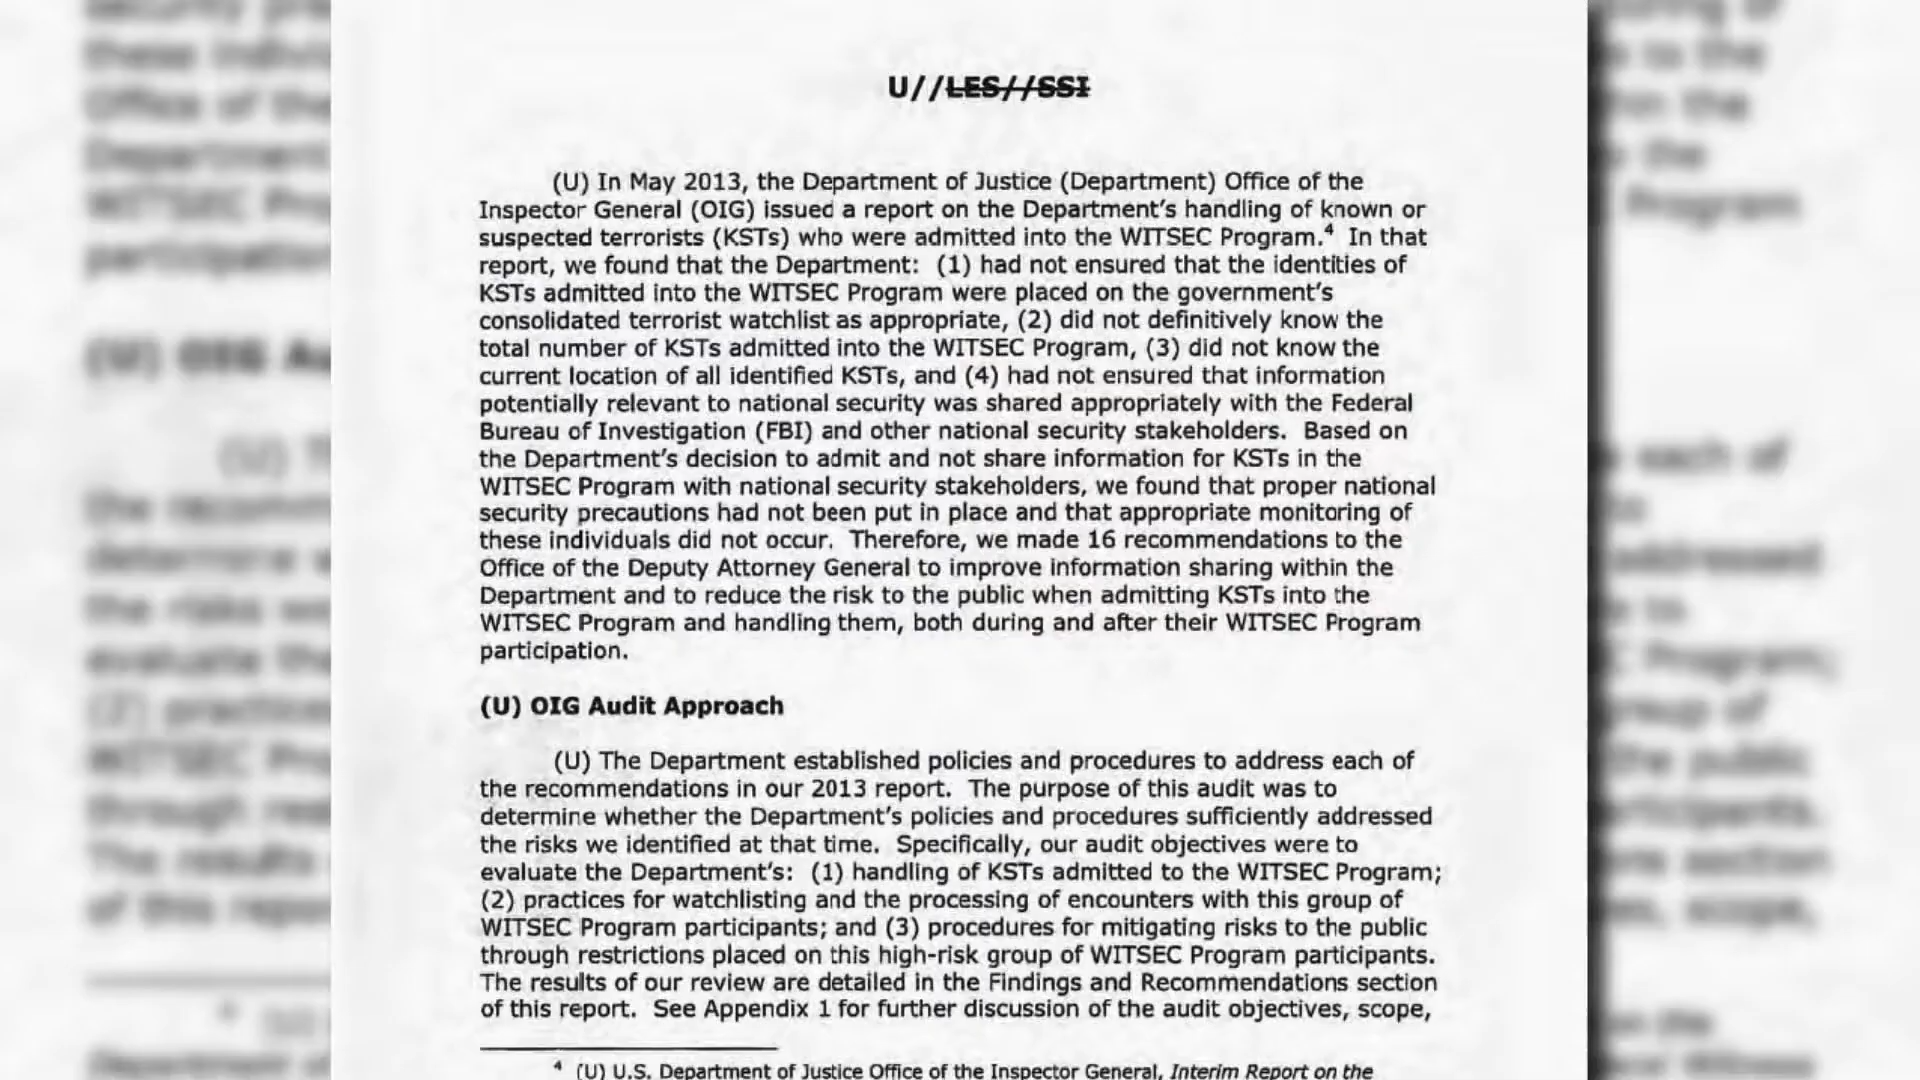 U//LES//SSI
(U) In May 2013, the Department of Justice (Department) Office of the
Inspector General (OIG) issued a report on the Department's handling of known or
suspected terrorists (KSTs) who were admitted into the WITSEC Program.4 In that
report, we found that the Department: (1) had not ensured that the identities of
KSTs admitted into the WITSEC Program were placed on the government's
consolidated terrorist watchlist as appropriate, (2) did not definitively know the
total number of KSTs admitted into the WITSEC Program, (3) did not know the
current location of all identified KSTs, and (4) had not ensured that information
potentially relevant to national security was shared appropriately with the Federal
Bureau of Investigation (FBI) and other national security stakeholders. Based on
the Department's decision to admit and not share information for KSTs in the
WITSEC Program with national security stakeholders, we found that proper national
security precautions had not been put in place and that appropriate monitoring of
these individuals did not occur. Therefore, we made 16 recommendations to the
Office of the Deputy Attorney General to improve information sharing within the
Department and to reduce the risk to the public when admitting KSTs into the
WITSEC Program and handling them, both during and after their WITSEC Program
participation.
(U) OIG Audit Approach
(U) The Department established policies and procedures to address each of
the recommendations in our 2013 report. The purpose of this audit was to
determine whether the Department's policies and procedures sufficiently addressed
the risks we identified at that time. Specifically, our audit objectives were to
evaluate the Department's: (1) handling of KSTs admitted to the WITSEC Program;
(2) practices for watchlisting and the processing of encounters with this group of
WITSEC Program participants; and (3) procedures for mitigating risks to the public
through restrictions placed on this high-risk group of WITSEC Program participants.
The results of our review are detailed in the Findings and Recommendations section
of this report. See Appendix 1 for further discussion of the audit objectives, scope,
4 (U) U.S. Department of Justice Office of the Inspector General, Interim Report on the